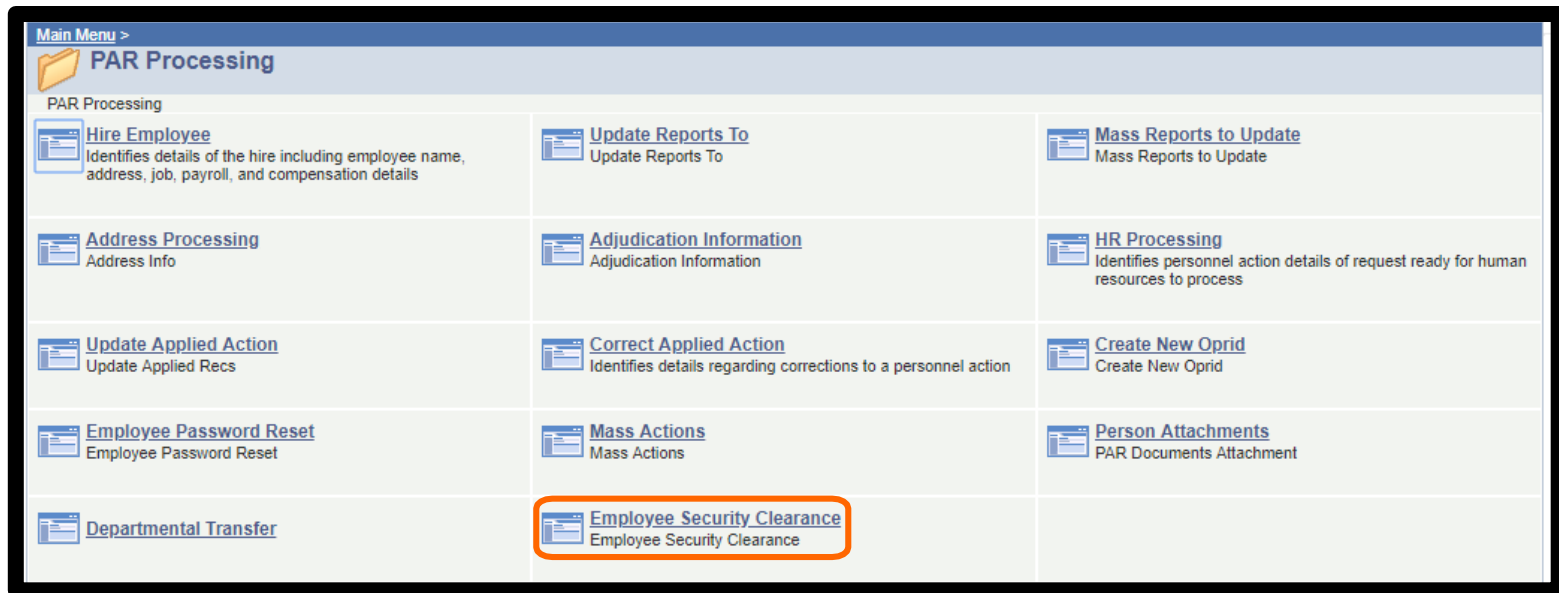 Main Menu >
PAR Processing
PAR Processing
Hire Employee
Identifies details of the hire including employee name,
address, job, payroll, and compensation details
Update Reports To
Update Reports To
Mass Reports to Update
Mass Reports to Update
Address Processing
Address Info
Adjudication Information
Adjudication Information
HR Processing
Identifies personnel action details of request ready for human
resources to process
Update Applied Action
Update Applied Recs
Correct Applied Action
Identifies details regarding corrections to a personnel action
Create New Oprid
Create New Oprid
Employee Password Reset
Employee Password Reset
Mass Actions
Mass Actions
Person Attachments
PAR Documents Attachment
Departmental Transfer
Employee Security Clearance
Employee Security Clearance